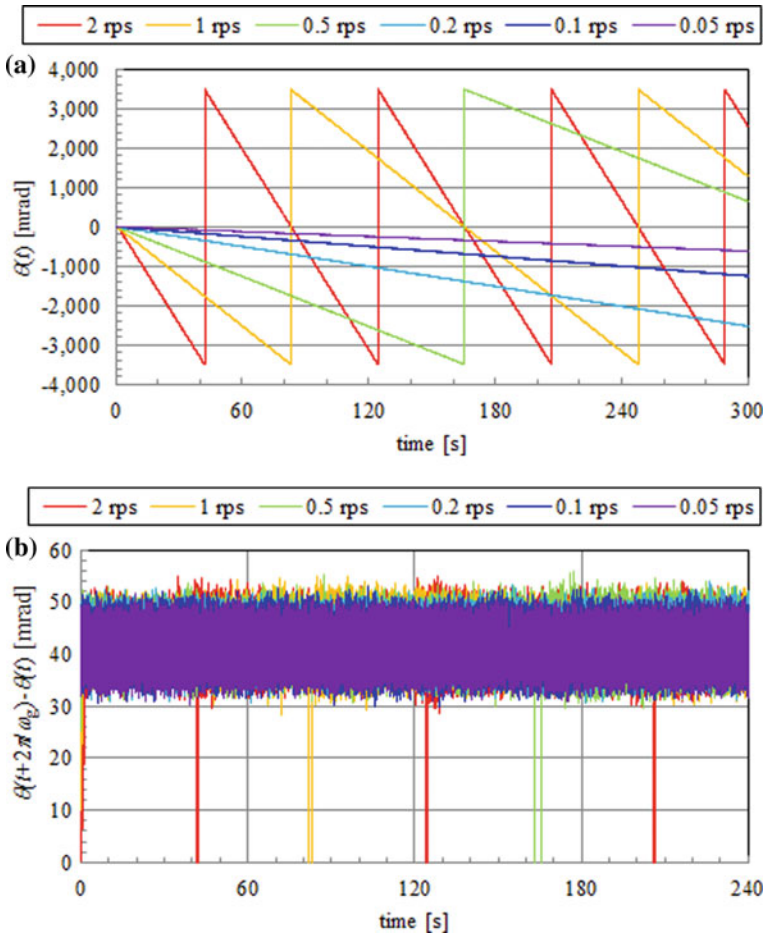 2 rps 1 rps 0.5 rps 0.2 rps 0.1 rps 0.05 rps
(a)
4,000
3,000
2,000
1,000
0
-1,000
-2,000
-3,000
-4,000
θ(t) [mrad]
0 60 120 180 240 300
time [s]
2 rps 1 rps 0.5 rps 0.2 rps 0.1 rps 0.05 rps
(b)
60
50
40
30
20
10
0
θ(t+2π/ωg)-θ(t) [mrad]
0 60 120 180 240
time [s]